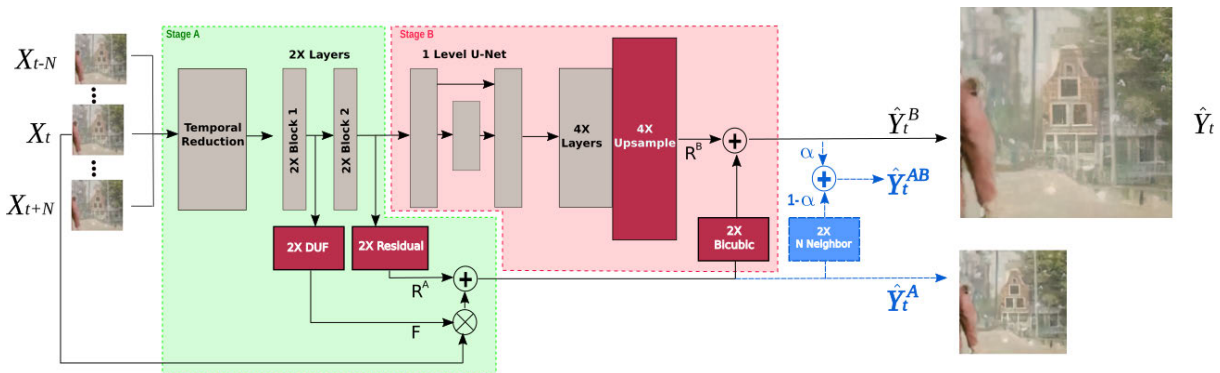 Stage A
Stage B
X_{t-N}
X_t
X_{t+N}
Temporal
Reduction
2X Layers
2X Block 1
2X Block 2
1 Level U-Net
4X
Layers
4X
Upsample
R^B
+
Ŷ_t^B
Ŷ_t
α
+
Ŷ_t^{AB}
1-α
2X DUF
2X Residual
2X
Bicubic
2X
N Neighbor
R^A
+
Ŷ_t^A
F
×